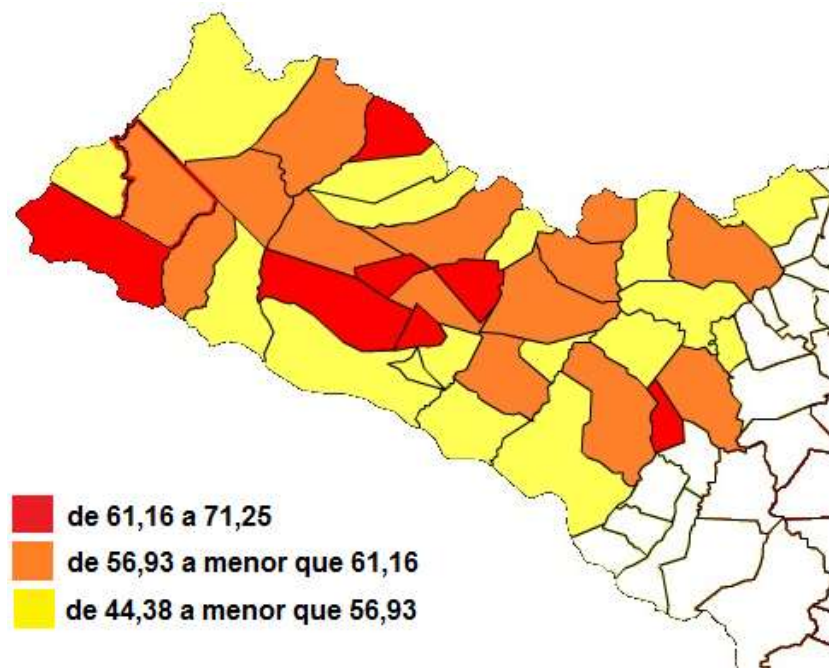 de 61,16 a 71,25
de 56,93 a menor que 61,16
de 44,38 a menor que 56,93